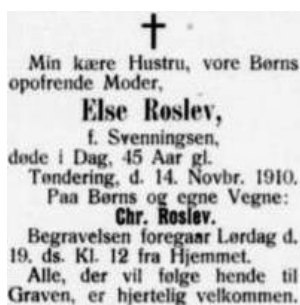 Min kære Hustru, vore Børns
opofrende Moder,
Else Roslev,
f. Svenningsen,
døde i Dag, 45 Aar gl.
Tøndering, d. 14. Novbr. 1910.
Paa Børns og egne Vegne:
Chr. Roslev.
Begravelsen foregaar Lørdag d.
19. ds. Kl. 12 fra Hjemmet.
Alle, der vil følge hende til
Graven, er hjertelig velkommen.